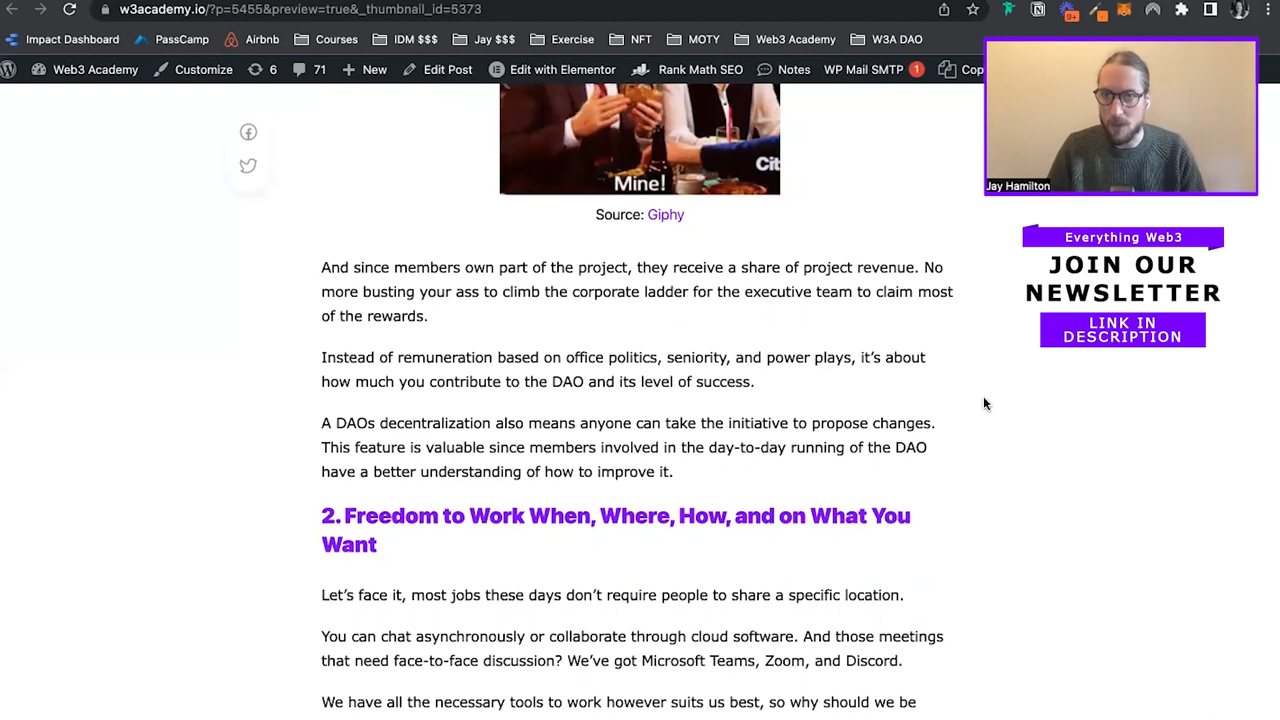 w3academy.io/?p=5455&preview=true&_thumbnail_id=5373
Impact Dashboard PassCamp Airbnb Courses IDM $$$ Jay $$$ Exercise NFT MOTY Web3 Academy W3A DAO
Web3 Academy Customize 6 71 New Edit Post Edit with Elementor Rank Math SEO Notes WP Mail SMTP 1 Cop
9+
Cit
Mine!
Jay Hamilton
Source: Giphy
Everything Web3
JOIN OUR
NEWSLETTER
LINK IN
DESCRIPTION
And since members own part of the project, they receive a share of project revenue. No
more busting your ass to climb the corporate ladder for the executive team to claim most
of the rewards.
Instead of remuneration based on office politics, seniority, and power plays, it's about
how much you contribute to the DAO and its level of success.
A DAOs decentralization also means anyone can take the initiative to propose changes.
This feature is valuable since members involved in the day-to-day running of the DAO
have a better understanding of how to improve it.
2. Freedom to Work When, Where, How, and on What You
Want
Let's face it, most jobs these days don't require people to share a specific location.
You can chat asynchronously or collaborate through cloud software. And those meetings
that need face-to-face discussion? We've got Microsoft Teams, Zoom, and Discord.
We have all the necessary tools to work however suits us best, so why should we be